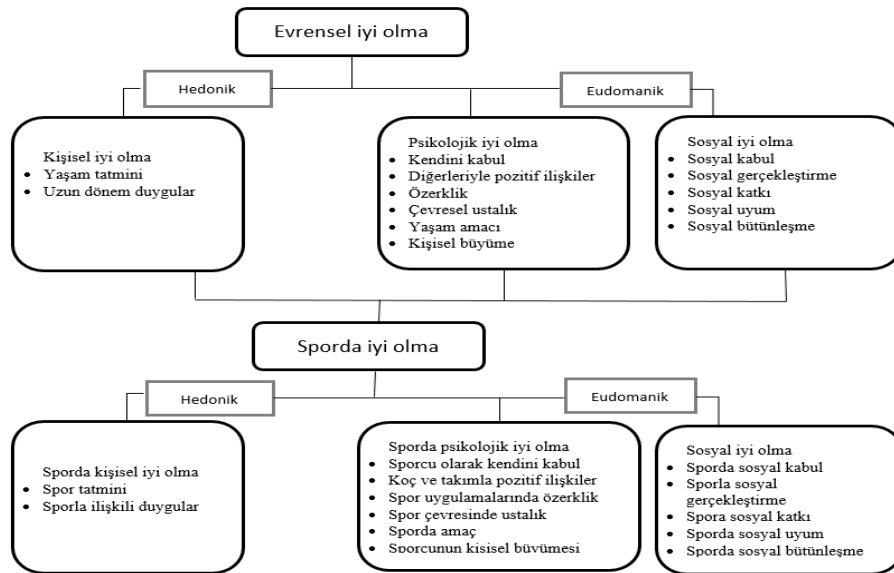 Evrensel iyi olma
Hedonik
Eudomanik
Kişisel iyi olma
• Yaşam tatmini
• Uzun dönem duygular
Psikolojik iyi olma
• Kendini kabul
• Diğerleriyle pozitif ilişkiler
• Özerklik
• Çevresel ustalık
• Yaşam amacı
• Kişisel büyüme
Sosyal iyi olma
• Sosyal kabul
• Sosyal gerçekleştirme
• Sosyal katkı
• Sosyal uyum
• Sosyal bütünleşme
Sporda iyi olma
Hedonik
Eudomanik
Sporda kişisel iyi olma
• Spor tatmini
• Sporla ilişkili duygular
Sporda psikolojik iyi olma
• Sporcu olarak kendini kabul
• Koç ve takımla pozitif ilişkiler
• Spor uygulamalarında özerklik
• Spor çevresinde ustalık
• Sporda amaç
• Sporcunun kişisel büyümesi
Sosyal iyi olma
• Sporda sosyal kabul
• Sporla sosyal
gerçekleştirme
• Spora sosyal katkı
• Sporda sosyal uyum
• Sporda sosyal bütünleşme